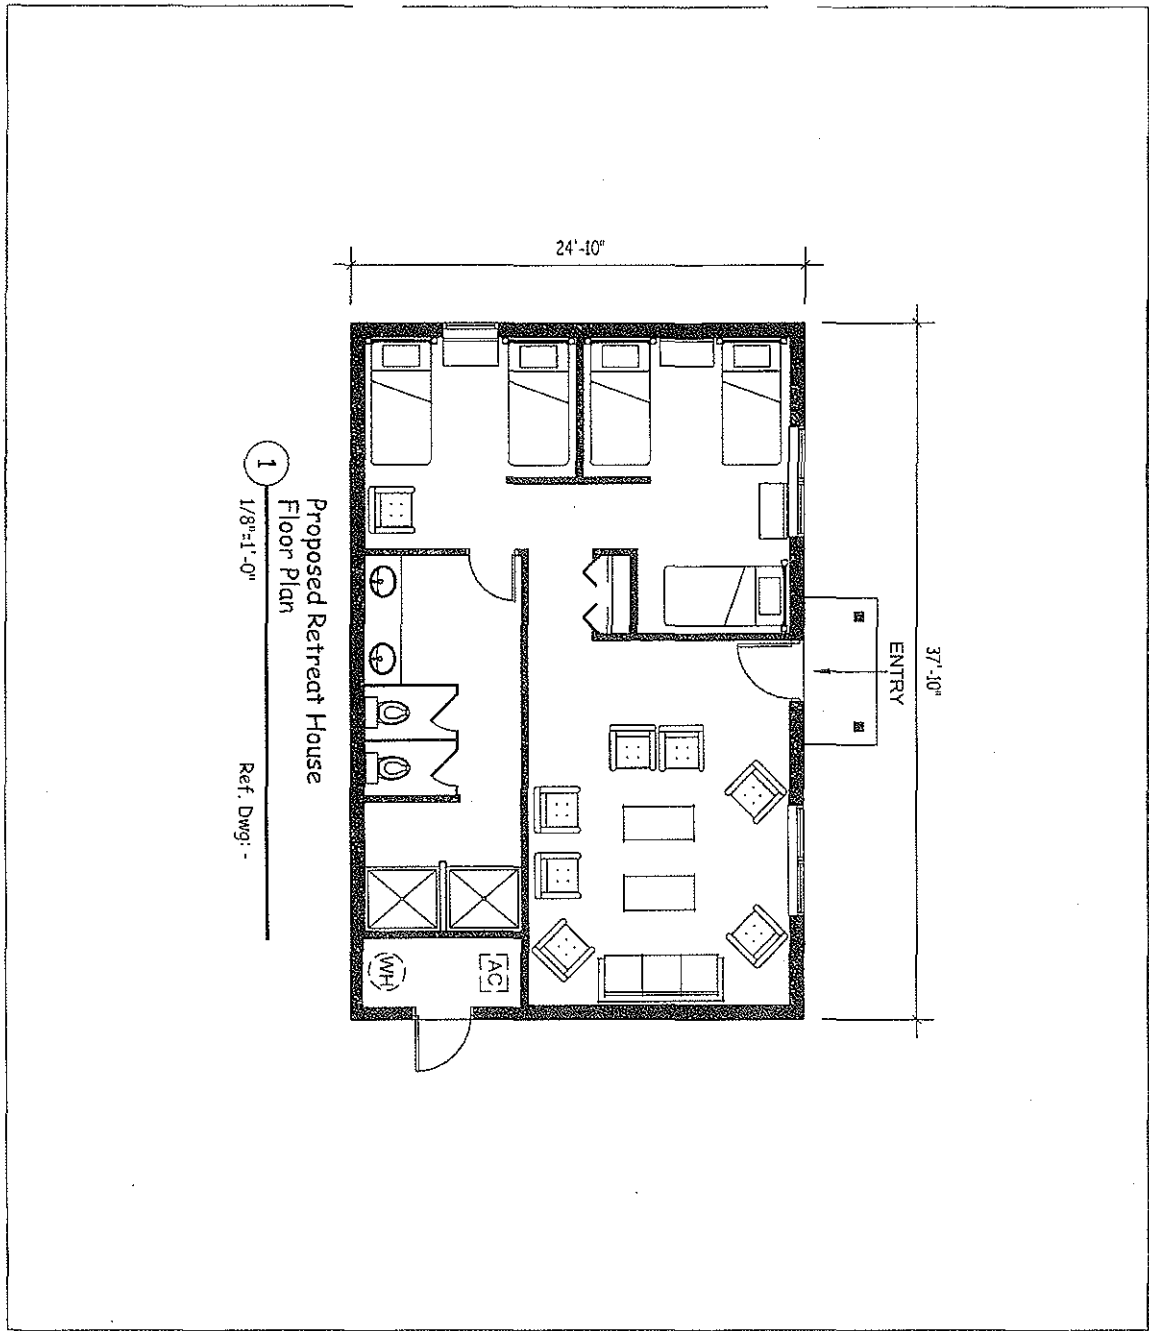 24'-10"
37'-10"
ENTRY
AC
WH
1
Proposed Retreat House
Floor Plan
1/8"=1'-0"
Ref. Dwg: -